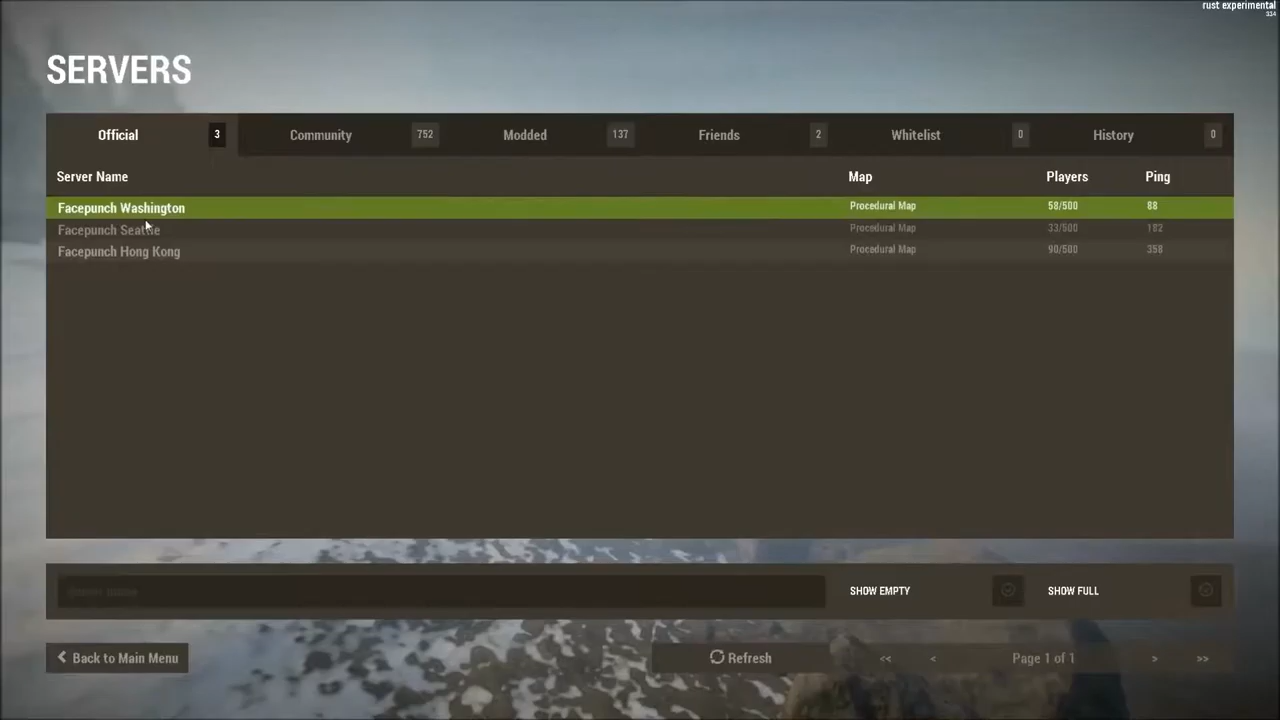 rust experimental
SERVERS
Official 3 Community 752 Modded 137 Friends 2 Whitelist 0 History 0
Server Name Map Players Ping
Facepunch Washington Procedural Map 58/500 88
Facepunch Seattle Procedural Map 33/500 182
Facepunch Hong Kong Procedural Map 90/500 358
SHOW EMPTY SHOW FULL
Back to Main Menu Refresh << < Page 1 of 1 > >>